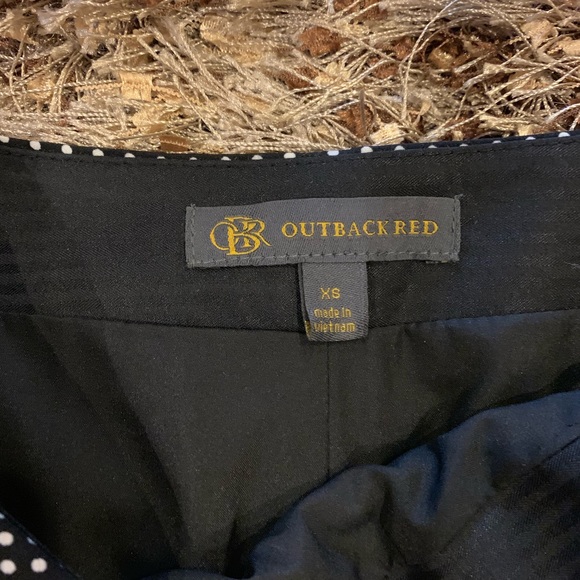 OBR OUTBACK RED
XS
made in
vietnam